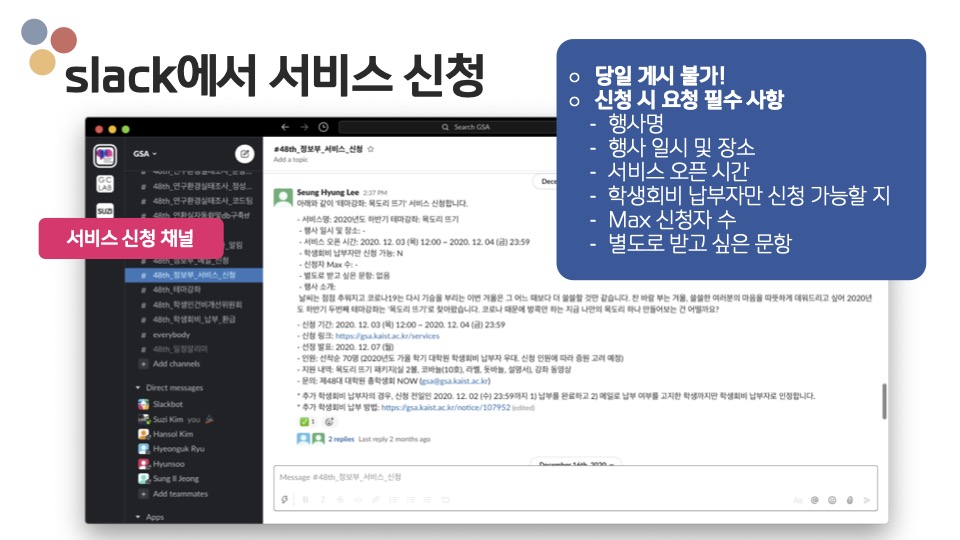 slack에서 서비스 신청
○ 당일 게시 불가!
○ 신청 시 요청 필수 사항
- 행사명
- 행사 일시 및 장소
- 서비스 오픈 시간
- 학생회비 납부자만 신청 가능할 지
- Max 신청자 수
- 별도로 받고 싶은 문항
서비스 신청 채널
Search GSA
GSA
GC LAB
SUZI
# 48th_연구환경실태조사_정성...
# 48th_연구환경실태조사_코드팀
# 48th_정보부_서비스_신청
# 48th_테마강좌
# 48th_학생인건비개선위원회
# 48th_학생회비_납부_환급
# everybody
# 48th_일정알리미
+ Add channels
Direct messages
Slackbot
Suzi Kim you
Hansol Kim
Hyeonguk Ryu
Hyunsoo
Sung Il Jeong
+ Add teammates
Apps
#48th_정보부_서비스_신청
Add a topic
Dece
Seung Hyung Lee 2:37 PM
아래와 같이 '테마강좌: 목도리 뜨기' 서비스 신청합니다.
- 서비스명: 2020년도 하반기 테마강좌: 목도리 뜨기
- 행사 일시 및 장소: -
- 서비스 오픈 시간: 2020. 12. 03 (목) 12:00 ~ 2020. 12. 04 (금) 23:59
- 학생회비 납부자만 신청 가능: N
- 신청자 Max 수: -
- 별도로 받고 싶은 문항: 없음
- 행사 소개:
날씨는 점점 추워지고 코로나19는 다시 기승을 부리는 이번 겨울은 그 어느 때보다 더 쓸쓸할 것만 같습니다. 찬 바람 부는 겨울, 쓸쓸한 여러분의 마음을 따뜻하게 데워드리고 싶어 2020년
도 하반기 두번째 테마강좌는 '목도리 뜨기'로 찾아왔습니다. 코로나 때문에 방콕만 하는 지금 나만의 목도리 하나 만들어보는 건 어떨까요?
- 신청 기간: 2020. 12. 03 (목) 12:00 ~ 2020. 12. 04 (금) 23:59
- 신청 링크: https://gsa.kaist.ac.kr/services
- 선정 발표: 2020. 12. 07 (월)
- 인원: 선착순 70명 (2020년도 가을 학기 대학원 학생회비 납부자 우대, 신청 인원에 따라 증원 고려 예정)
- 지원 내역: 목도리 뜨기 패키지(실 2볼, 코바늘(10호), 라벨, 돗바늘, 설명서), 강좌 동영상
- 문의: 제48대 대학원 총학생회 NOW (gsa@gsa.kaist.ac.kr)
* 추가 학생회비 납부자의 경우, 신청 전일인 2020. 12. 02 (수) 23:59까지 1) 납부를 완료하고 2) 메일로 납부 여부를 고지한 학생까지만 학생회비 납부자로 인정합니다.
* 추가 학생회비 납부 방법: https://gsa.kaist.ac.kr/notice/107952 (edited)
1
2 replies Last reply 2 months ago
December 16th, 2020
Message #48th_정보부_서비스_신청